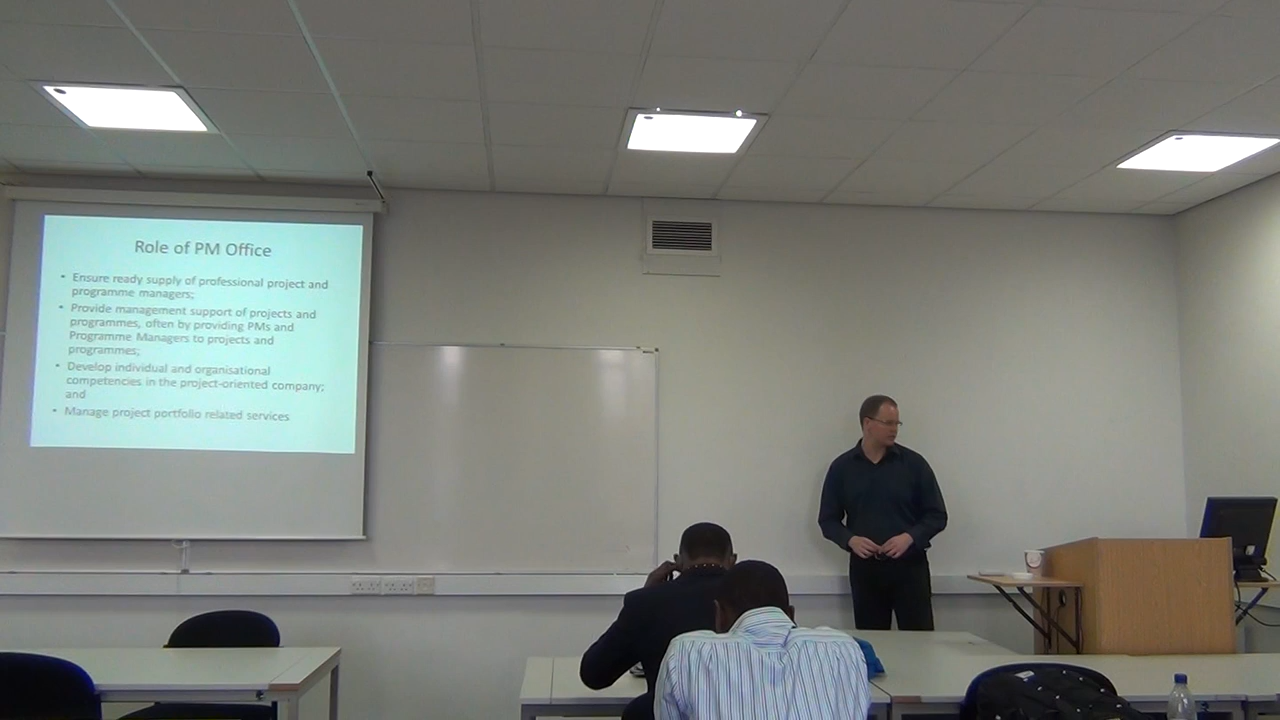 Role of PM Office
• Ensure ready supply of professional project and
programme managers;
• Provide management support of projects and
programmes, often by providing PMs and
Programme Managers to projects and
programmes;
• Develop individual and organisational
competencies in the project-oriented company;
and
• Manage project portfolio related services